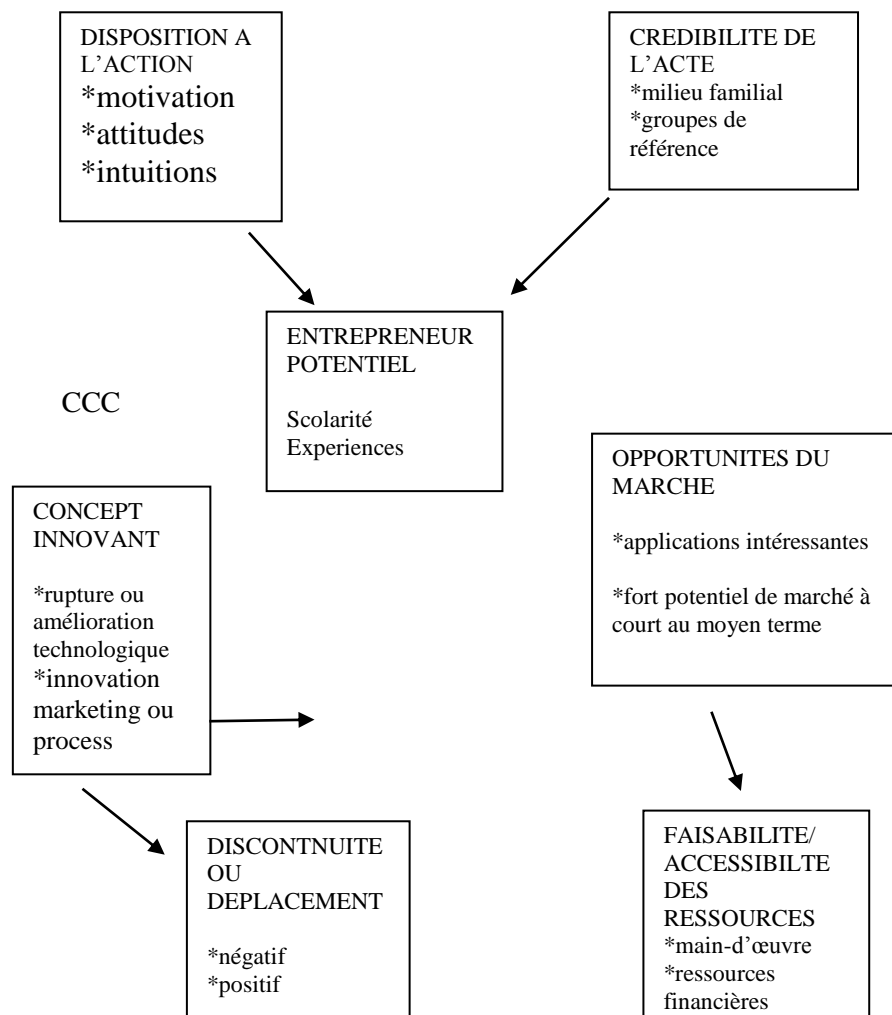 DISPOSITION A
L'ACTION
*motivation
*attitudes
*intuitions
CREDIBILITE DE
L'ACTE
*milieu familial
*groupes de
référence
ENTREPRENEUR
POTENTIEL
Scolarité
Experiences
CCC
OPPORTUNITES DU
MARCHE
*applications intéressantes
*fort potentiel de marché à
court au moyen terme
CONCEPT
INNOVANT
*rupture ou
amélioration
technologique
*innovation
marketing ou
process
DISCONTNUITE
OU
DEPLACEMENT
*négatif
*positif
FAISABILITE/
ACCESSIBILTE
DES
RESSOURCES
*main-d'œuvre
*ressources
financières